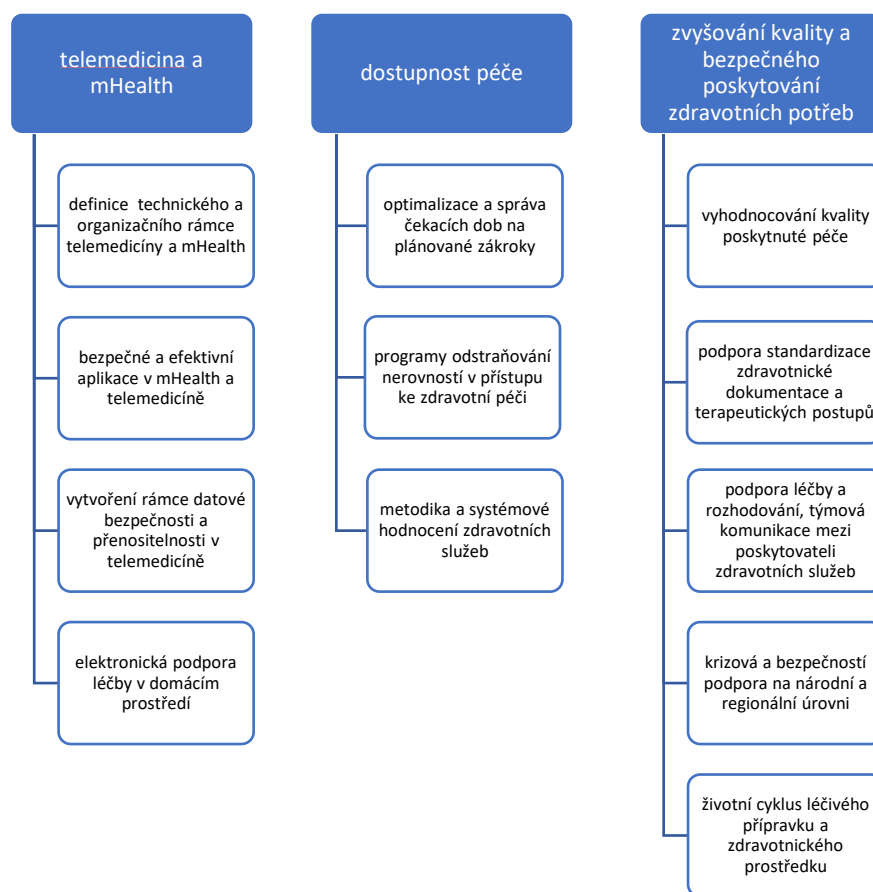 telemedicina a
mHealth
definice technického a
organizačního rámce
telemedicíny a mHealth
bezpečné a efektivní
aplikace v mHealth a
telemedicíně
vytvoření rámce datové
bezpečnosti a
přenositelnosti v
telemedicíně
elektronická podpora
léčby v domácím
prostředí
dostupnost péče
optimalizace a správa
čekacích dob na
plánované zákroky
programy odstraňování
nerovností v přístupu
ke zdravotní péči
metodika a systémové
hodnocení zdravotních
služeb
zvyšování kvality a
bezpečného
poskytování
zdravotních potřeb
vyhodnocování kvality
poskytnuté péče
podpora standardizace
zdravotnické
dokumentace a
terapeutických postupů
podpora léčby a
rozhodování, týmová
komunikace mezi
poskytovateli
zdravotních služeb
krizová a bezpečností
podpora na národní a
regionální úrovni
životní cyklus léčivého
přípravku a
zdravotnického
prostředku